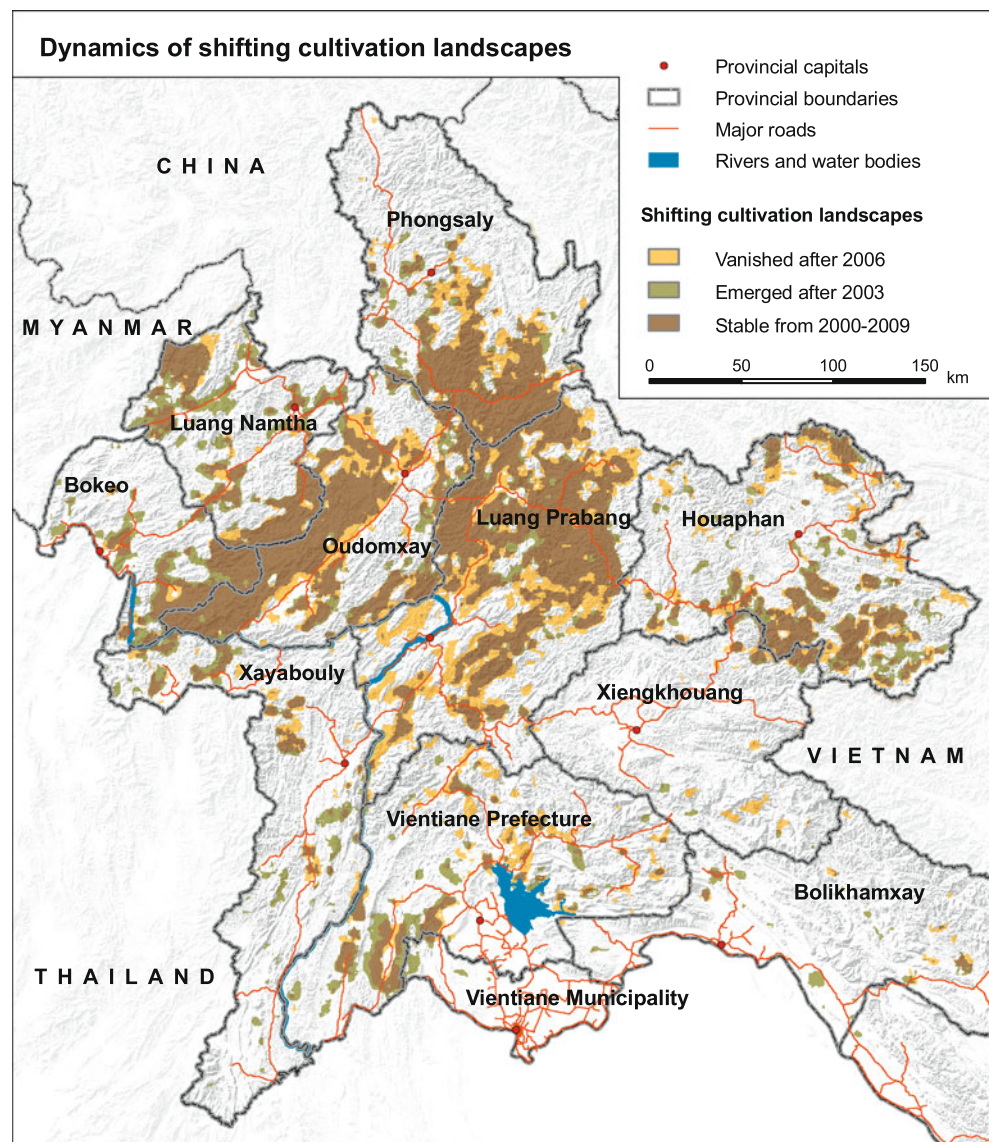 Dynamics of shifting cultivation landscapes
Provincial capitals
Provincial boundaries
Major roads
Rivers and water bodies
Shifting cultivation landscapes
Vanished after 2006
Emerged after 2003
Stable from 2000-2009
0 50 100 150
km
CHINA
Phongsaly
MYANMAR
Luang Namtha
Bokeo
Luang Prabang
Houaphan
Oudomxay
Xayabouly
Xiengkhouang
VIETNAM
Vientiane Prefecture
Bolikhamxay
THAILAND
Vientiane Municipality